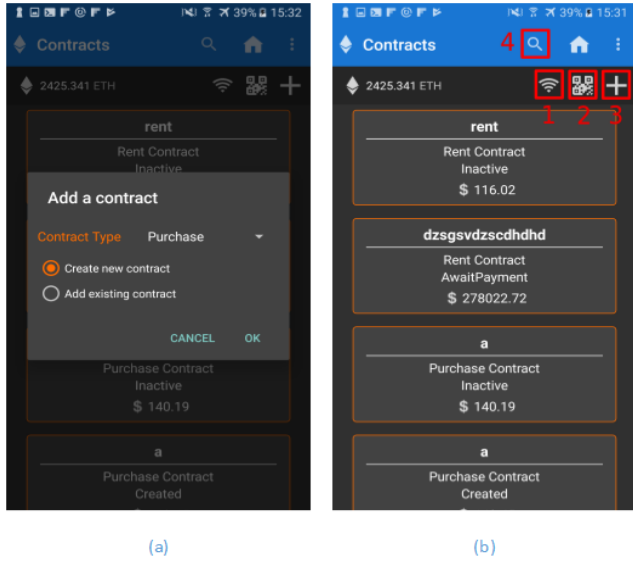 39% 15:32
Contracts
2425.341 ETH
rent
Rent Contract
Inactive
Add a contract
Contract Type Purchase
Create new contract
Add existing contract
CANCEL OK
Purchase Contract
Inactive
$ 140.19
a
Purchase Contract
Created
(a)
39% 15:31
Contracts
4
2425.341 ETH
1 2 3
rent
Rent Contract
Inactive
$ 116.02
dzsgsvdzscdhdhd
Rent Contract
AwaitPayment
$ 278022.72
a
Purchase Contract
Inactive
$ 140.19
a
Purchase Contract
Created
(b)